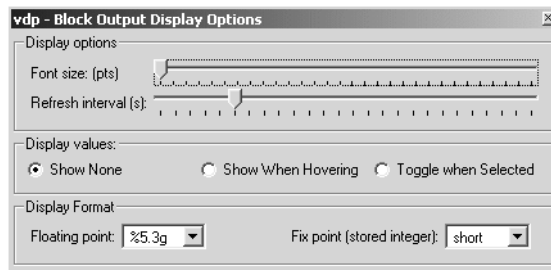 vdp - Block Output Display Options
Display options
Font size: (pts)
Refresh interval (s):
Display values:
Show None Show When Hovering Toggle when Selected
Display Format
Floating point: %5.3g Fix point (stored integer): short